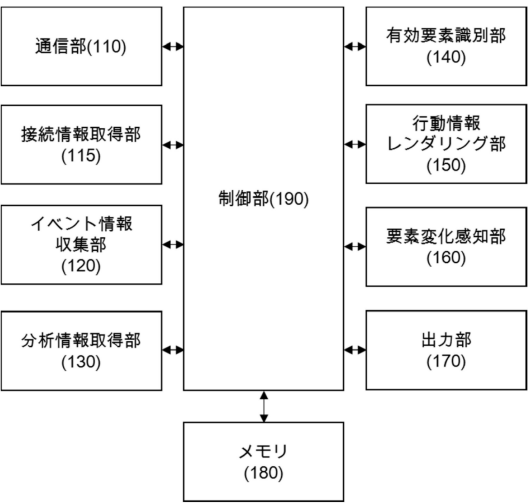 通信部(110)
接続情報取得部
(115)
イベント情報
収集部
(120)
分析情報取得部
(130)
制御部(190)
有効要素識別部
(140)
行動情報
レンダリング部
(150)
要素変化感知部
(160)
出力部
(170)
メモリ
(180)